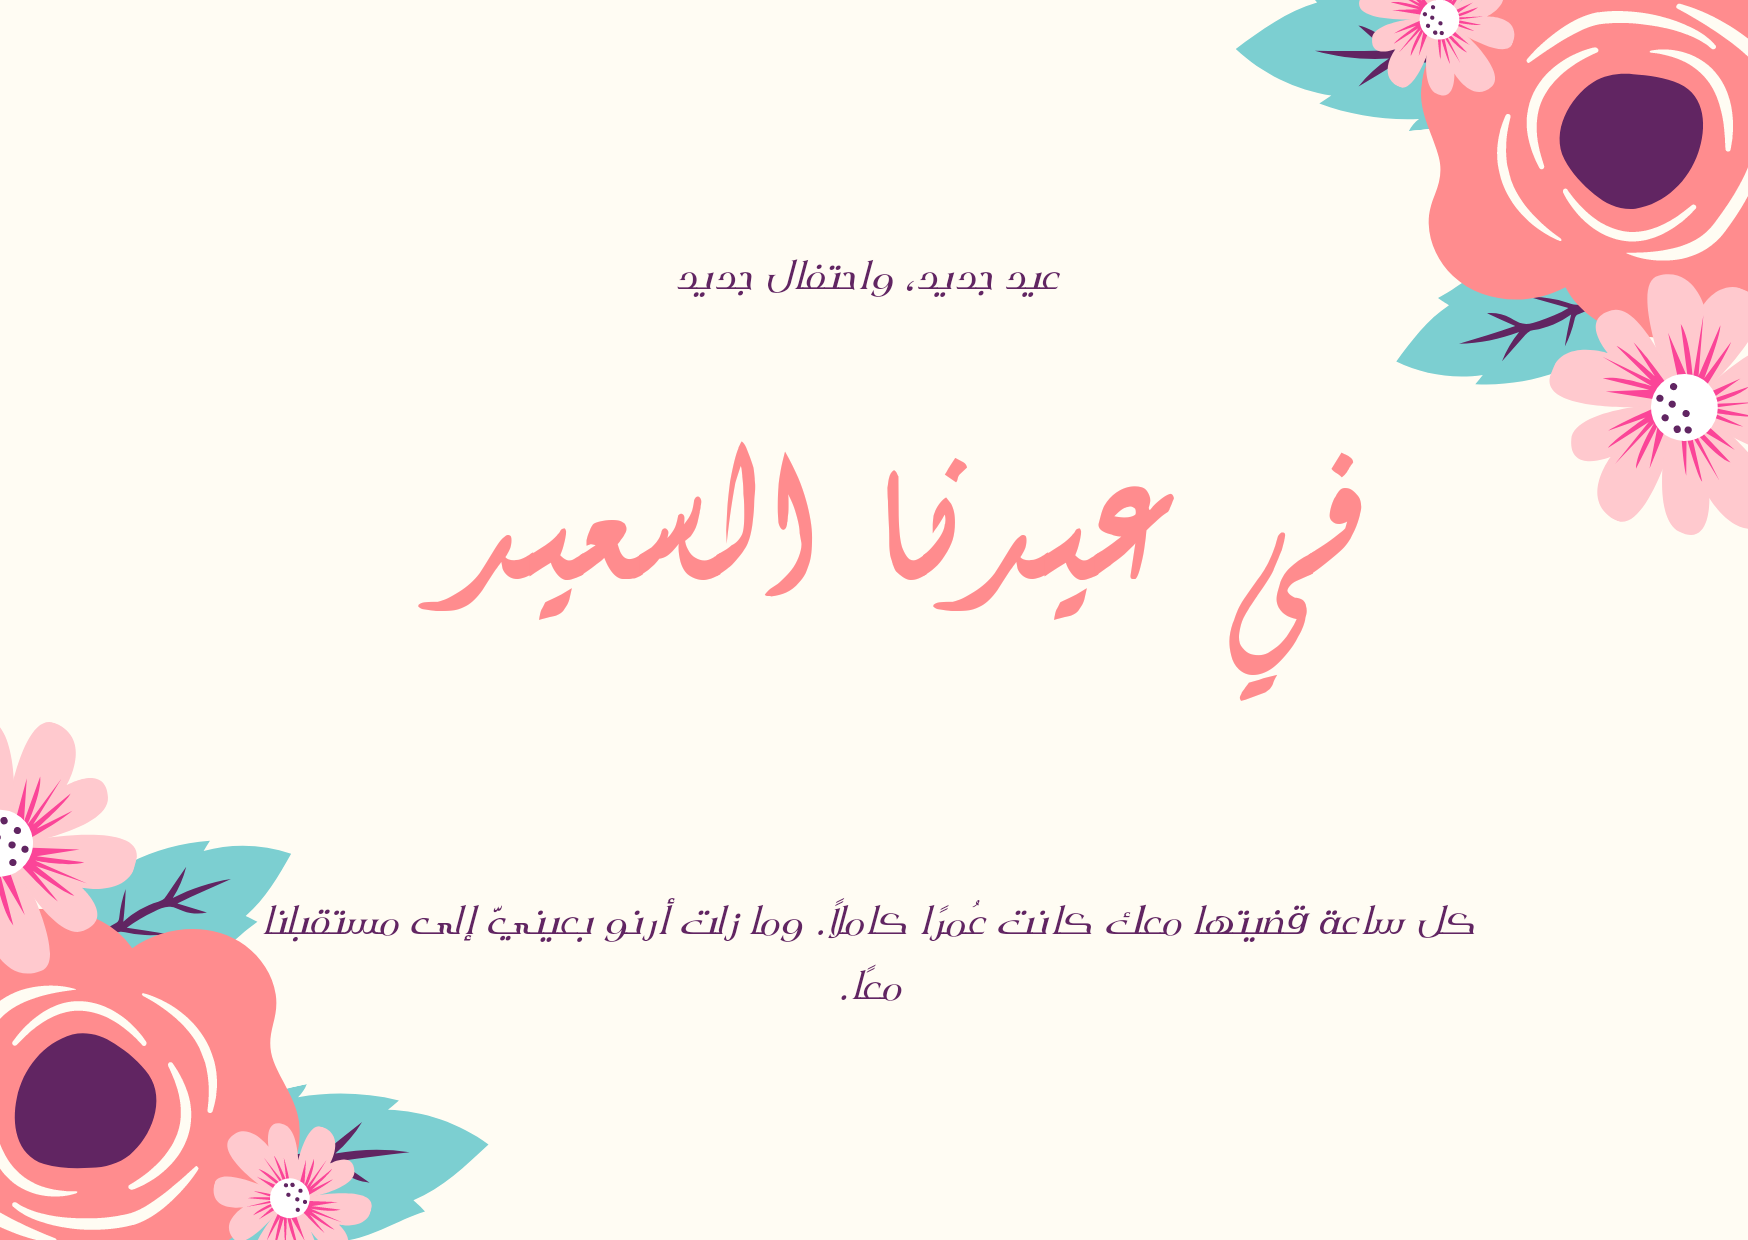 عيد جديد، واحتفال جديد
في عيدنا السعيد
كل ساعة قضيتها معك كانت عُمرًا كاملاً. وما زلت أرنو بعينيّ إلى مستقبلنا
معًا.